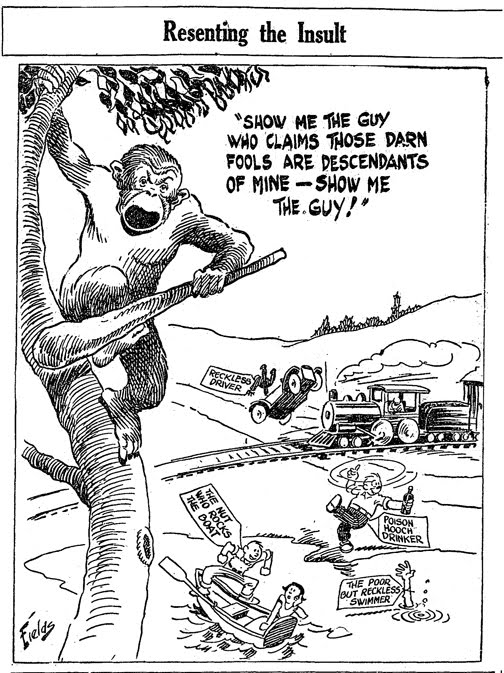 Resenting the Insult
"SHOW ME THE GUY
WHO CLAIMS THOSE DARN
FOOLS ARE DESCENDANTS
OF MINE — SHOW ME
THE GUY!"
RECKLESS
DRIVER
THE NUT
WHO ROCKS
THE BOAT
POISON
HOOCH
DRINKER
THE POOR
BUT RECKLESS
SWIMMER
Fields